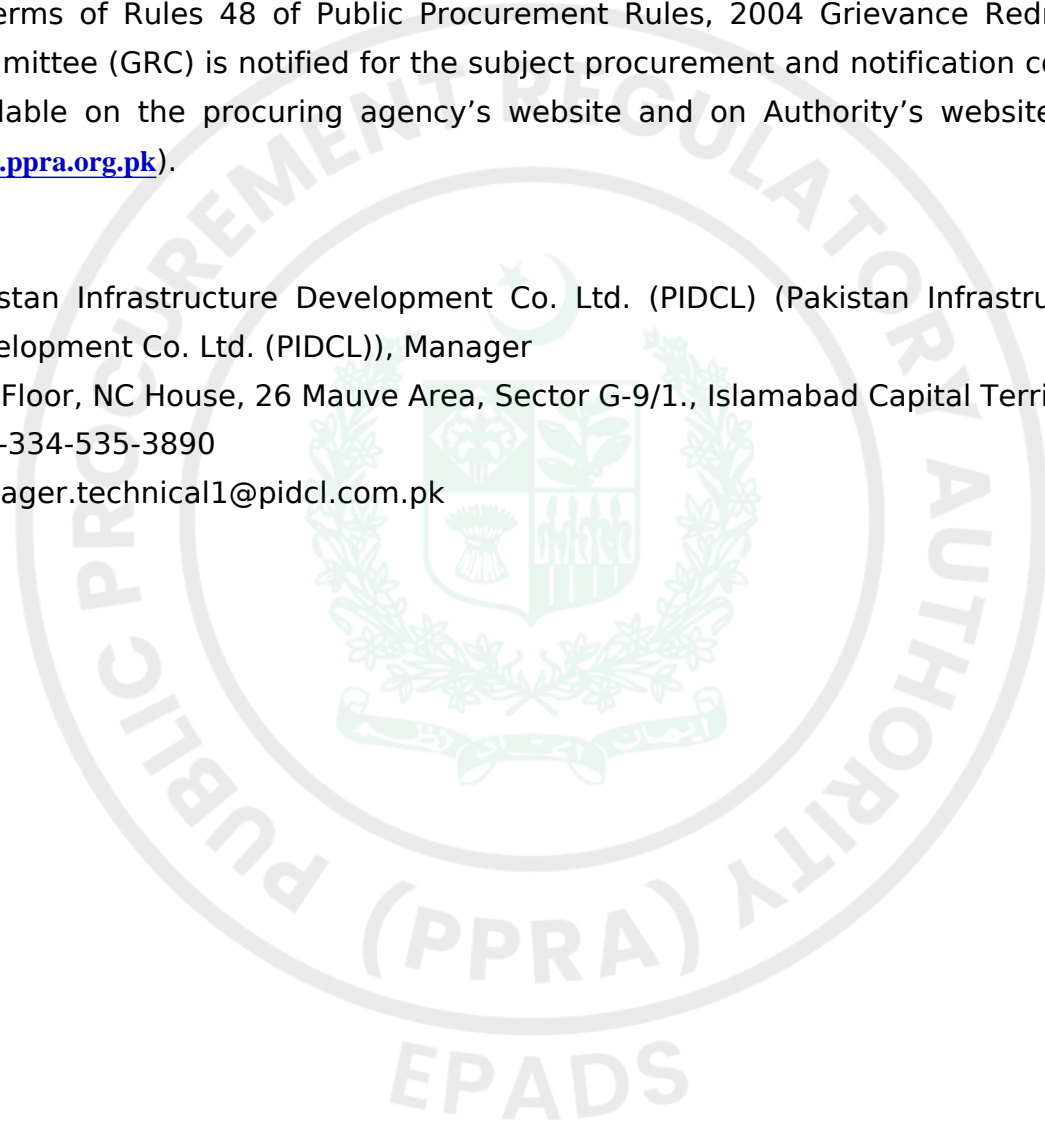 erms of Rules 48 of Public Procurement Rules, 2004 Grievance Redr
mittee (GRC) is notified for the subject procurement and notification co
lable on the procuring agency’s website and on Authority’s website
.ppra.org.pk).
stan Infrastructure Development Co. Ltd. (PIDCL) (Pakistan Infrastru
elopment Co. Ltd. (PIDCL)), Manager
Floor, NC House, 26 Mauve Area, Sector G-9/1., Islamabad Capital Terri
-334-535-3890
ager.technical1@pidcl.com.pk
PUBLIC PROCUREMENT REGULATORY AUTHORITY
(PPRA)
EPADS